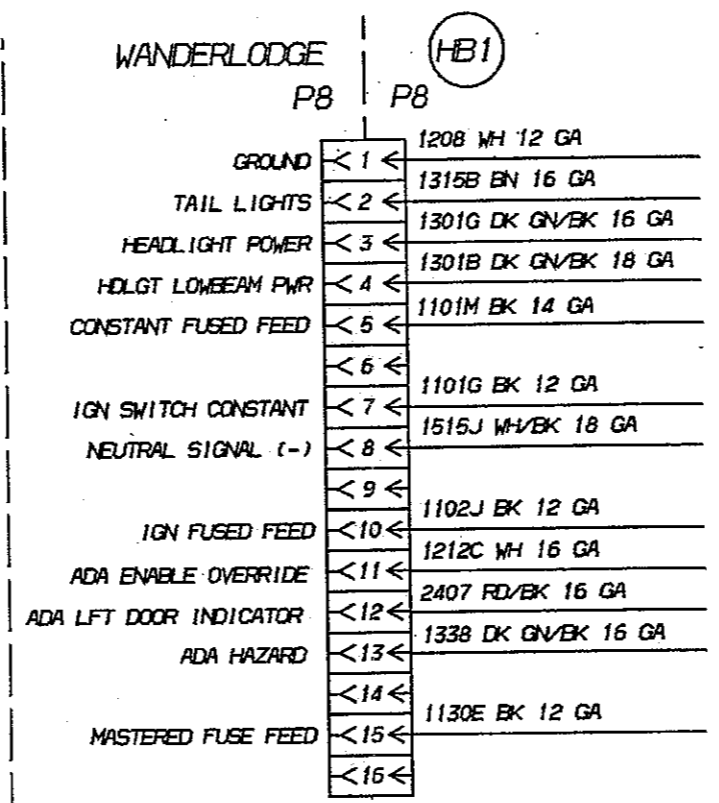 WANDERLODGE HB1
P8 P8
1208 WH 12 GA
GROUND 1
1315B BN 16 GA
TAIL LIGHTS 2
1301G DK GN/BK 16 GA
HEADLIGHT POWER 3
1301B DK GN/BK 18 GA
HDLGT LOWBEAM PWR 4
1101M BK 14 GA
CONSTANT FUSED FEED 5
6
1101G BK 12 GA
IGN SWITCH CONSTANT 7
1515J WH/BK 18 GA
NEUTRAL SIGNAL (-) 8
9
1102J BK 12 GA
IGN FUSED FEED 10
1212C WH 16 GA
ADA ENABLE OVERRIDE 11
2407 RD/BK 16 GA
ADA LFT DOOR INDICATOR 12
1338 DK GN/BK 16 GA
ADA HAZARD 13
14
1130E BK 12 GA
MASTERED FUSE FEED 15
16